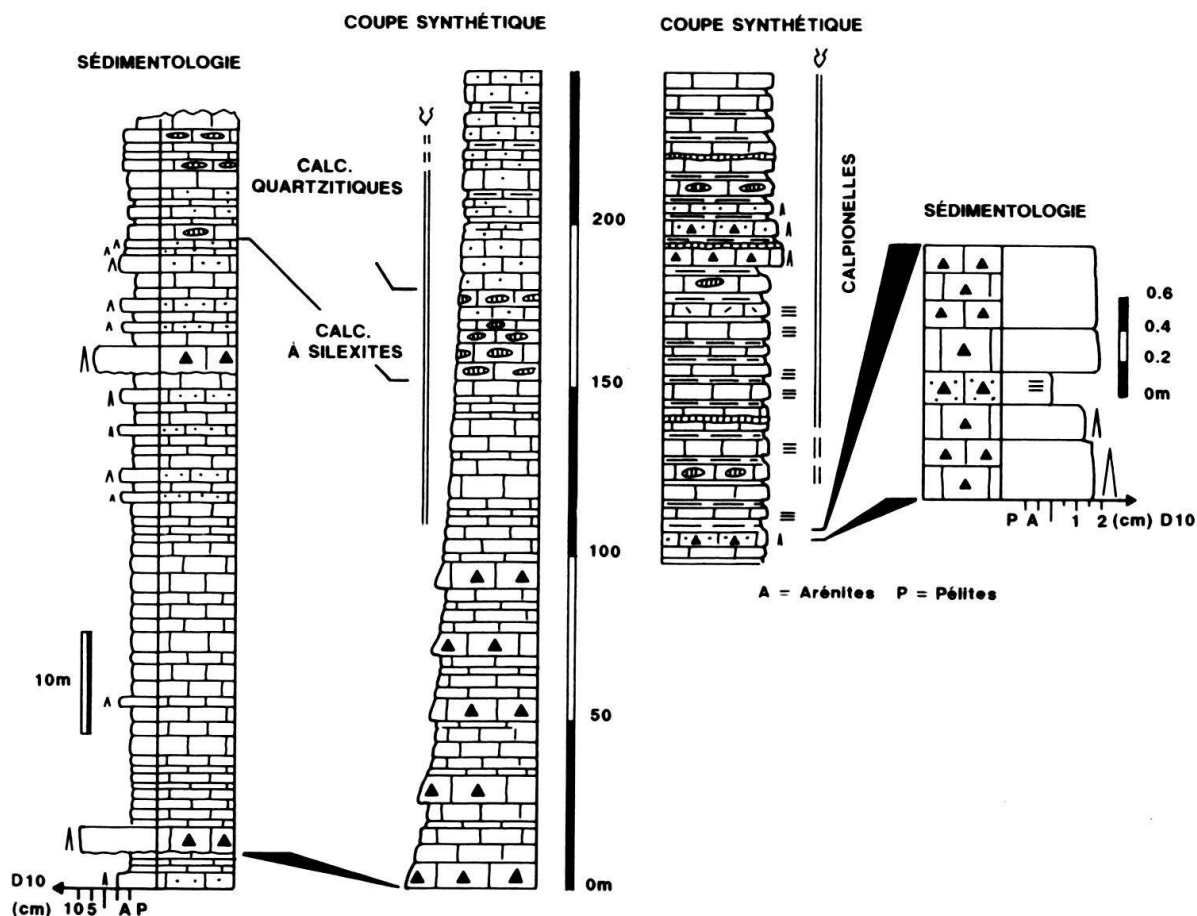 COUPE SYNTHÉTIQUE
COUPE SYNTHÉTIQUE
SÉDIMENTOLOGIE
CALC.
QUARTZITIQUES
CALC.
À SILEXITES
200
150
100
50
0m
10m
D10
(cm) 10 5 A P
CALPIONELLES
SÉDIMENTOLOGIE
0.6
0.4
0.2
0m
P A 1 2 (cm) D10
A = Arénites P = Pélites